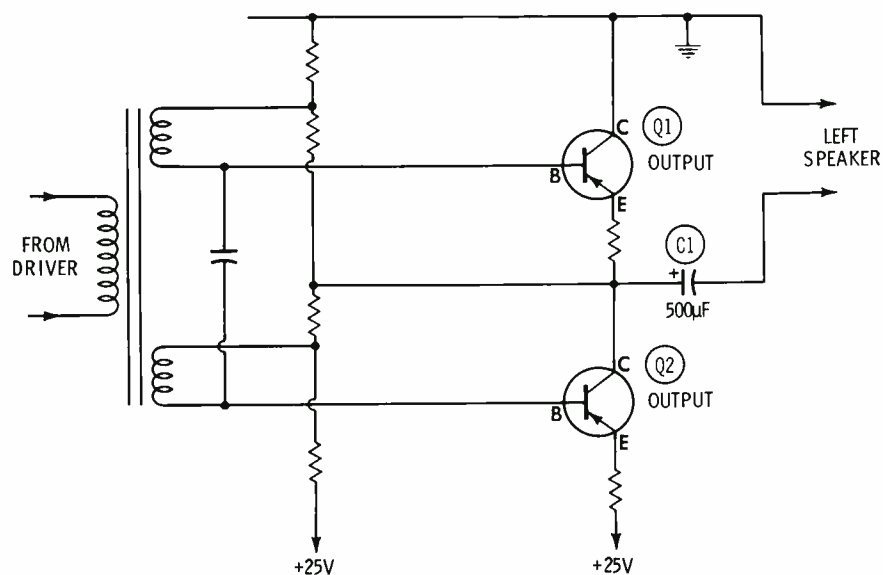 C
Q1
OUTPUT
B
E
LEFT
SPEAKER
FROM
DRIVER
C1
+
500µF
C
Q2
OUTPUT
B
E
+25V
+25V